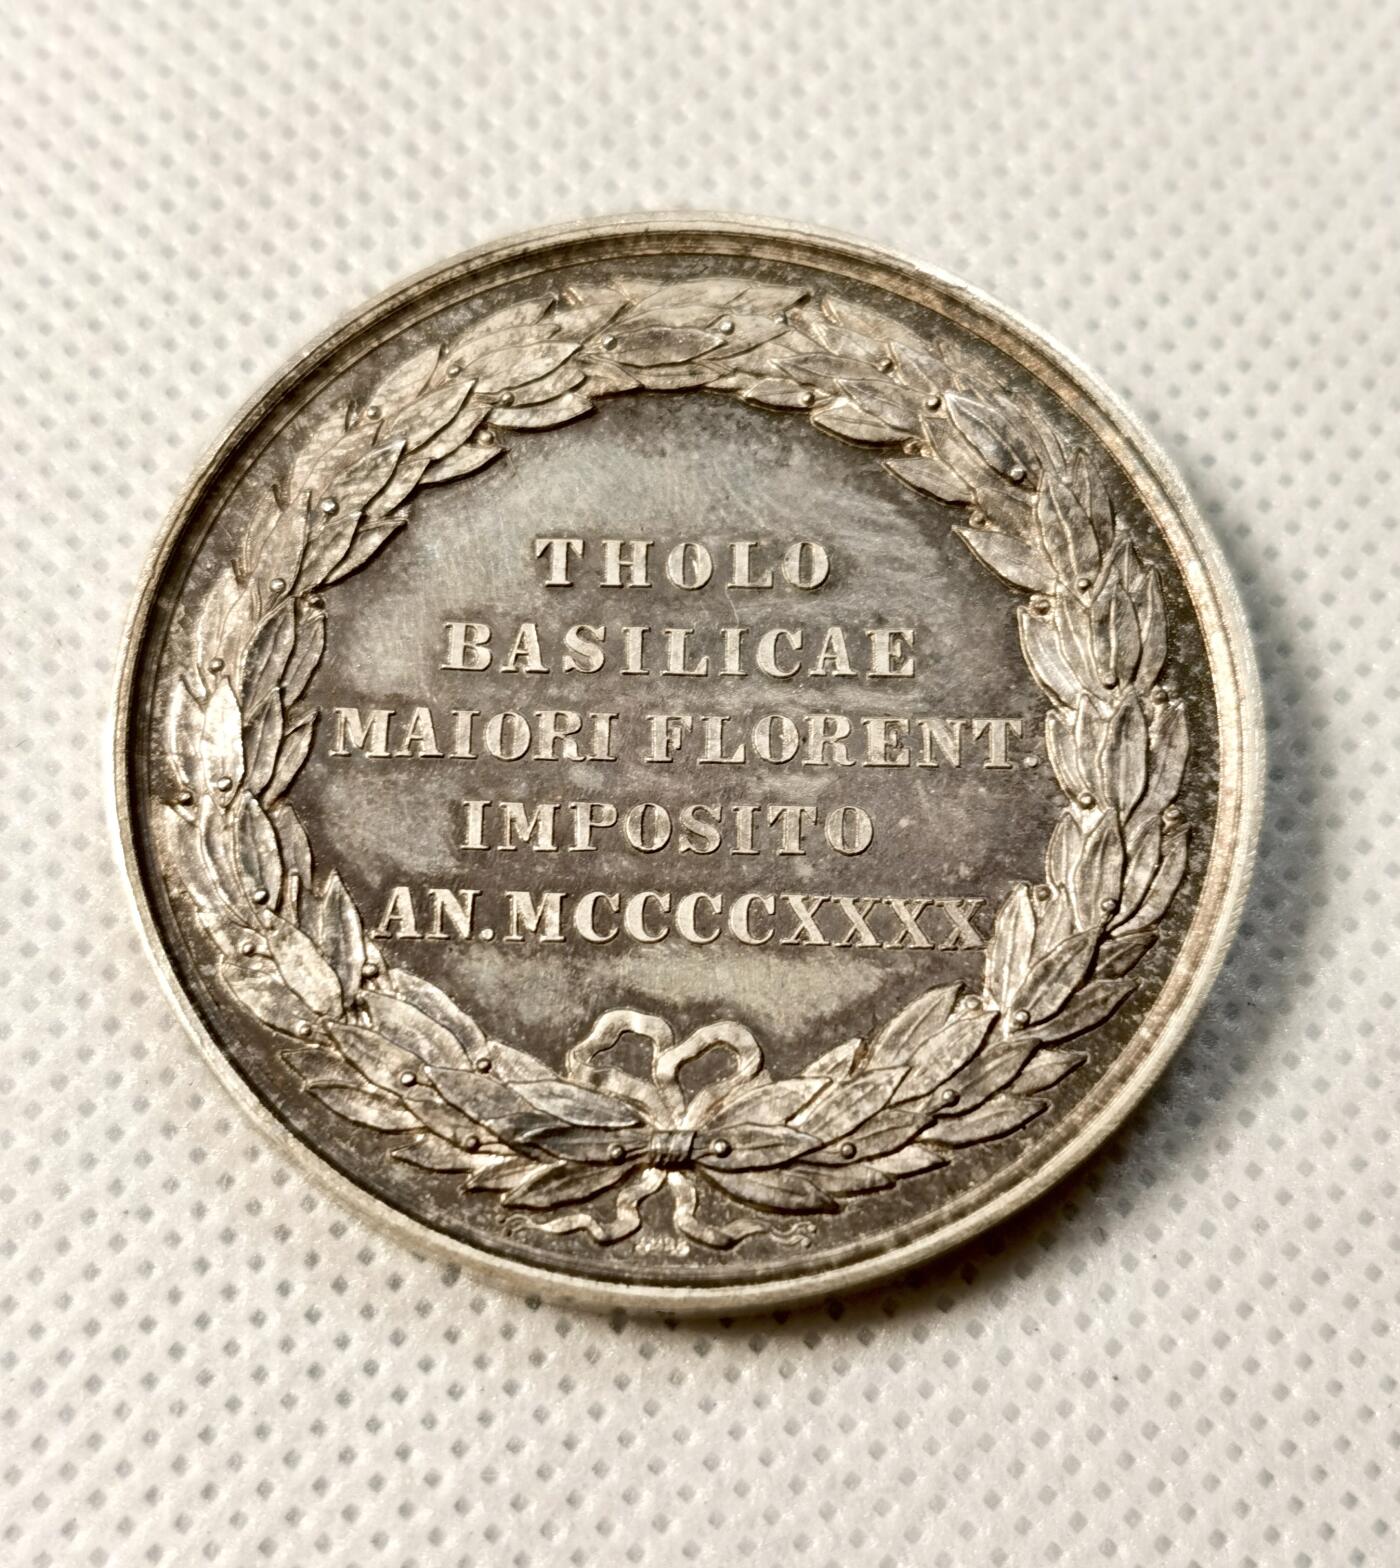 THOLO
BASILICAE
MAIORI FLORENT.
IMPOSITO
AN. MCCCCXXXX